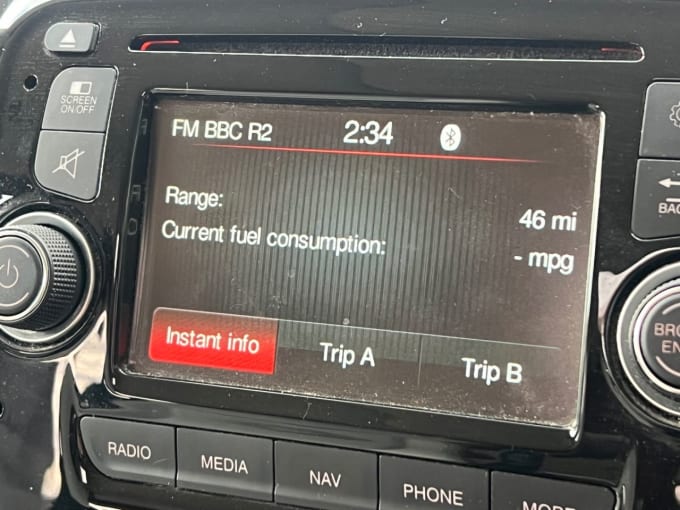 SCREEN
ON OFF
FM BBC R2 2:34
Range: 46 mi
Current fuel consumption: - mpg
Instant info Trip A Trip B
RADIO MEDIA NAV PHONE